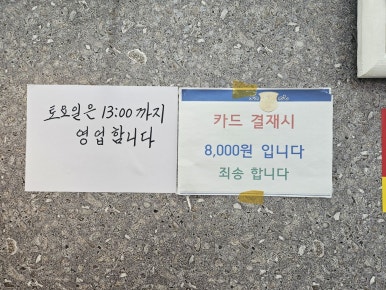 토요일은 13:00 까지
영업합니다
카드 결재시
8,000원 입니다
죄송 합니다